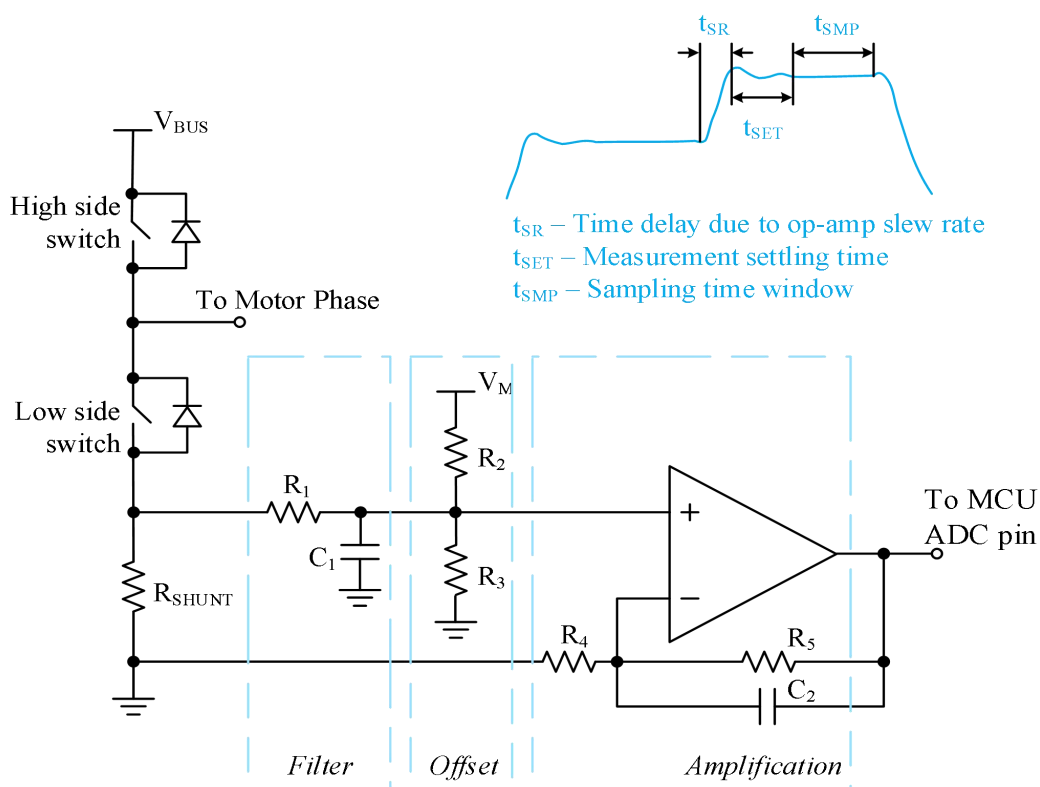 tSR
tSMP
tSET
VBUS
High side
switch
tSR – Time delay due to op-amp slew rate
tSET – Measurement settling time
tSMP – Sampling time window
To Motor Phase
Low side
switch
VM
R2
R1
C1
R3
RSHUNT
+
−
To MCU
ADC pin
R4
R5
C2
Filter
Offset
Amplification